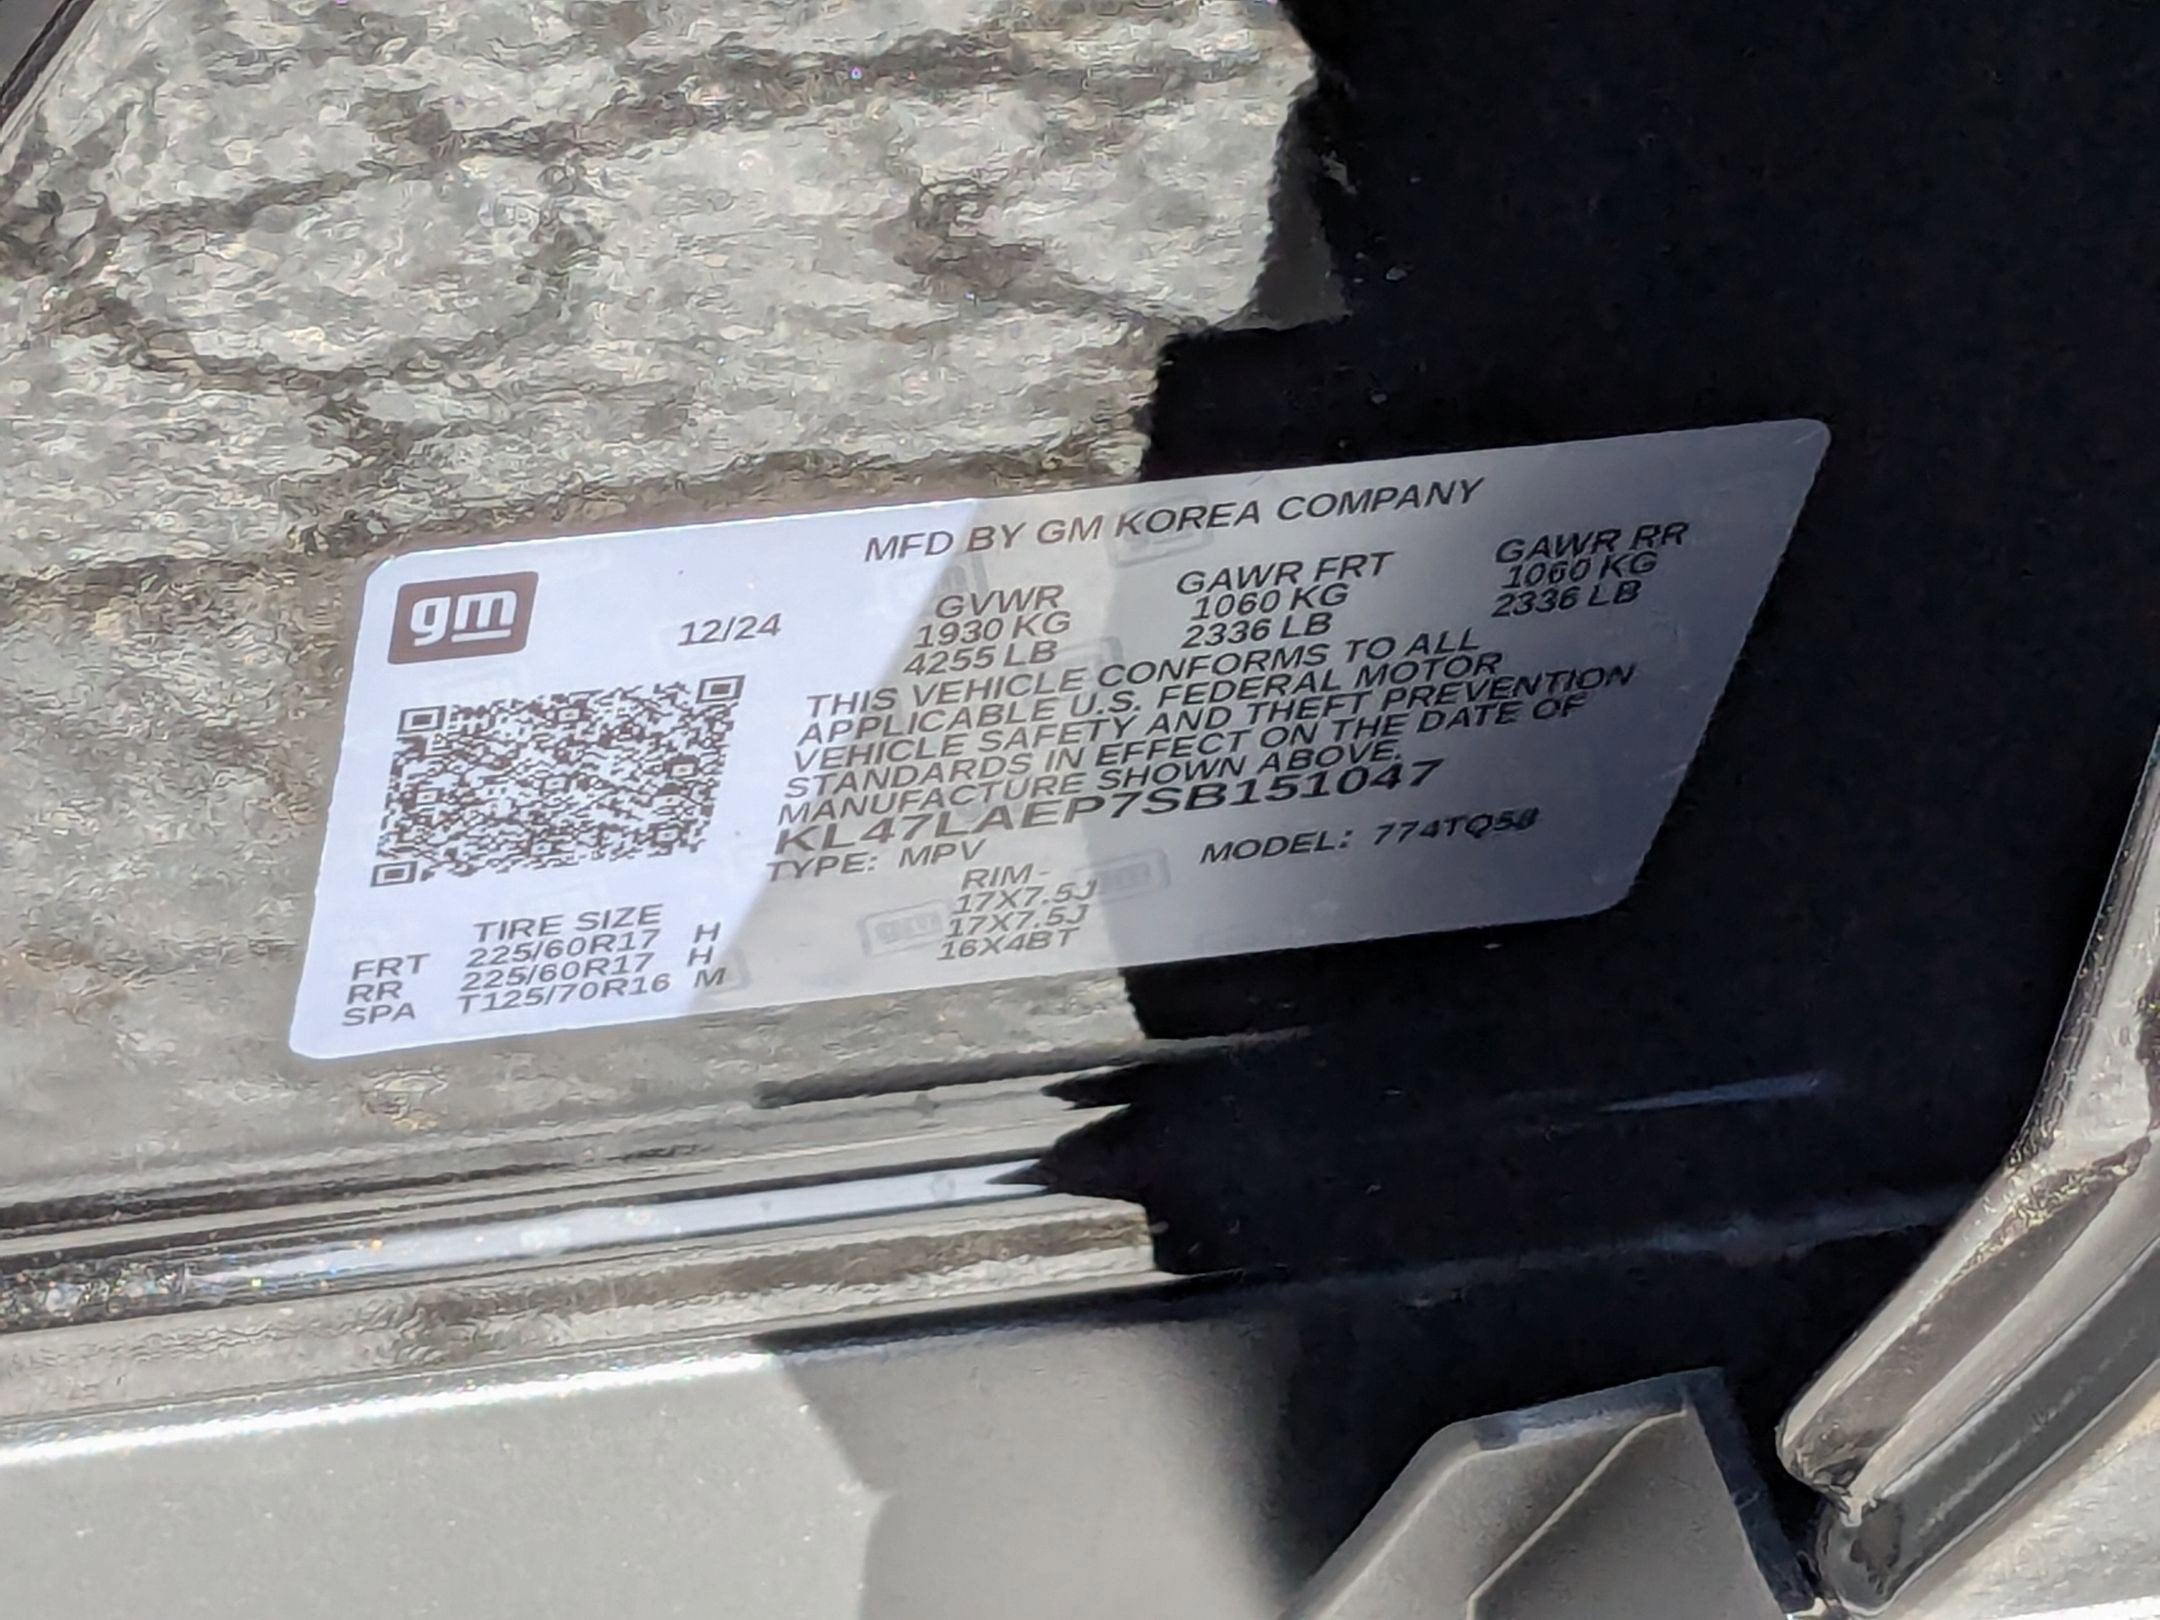 MFD BY GM KOREA COMPANY
gm
12/24
GVWR GAWR FRT GAWR RR
1930 KG 1060 KG 1060 KG
4255 LB 2336 LB 2336 LB
THIS VEHICLE CONFORMS TO ALL
APPLICABLE U.S. FEDERAL MOTOR
VEHICLE SAFETY AND THEFT PREVENTION
STANDARDS IN EFFECT ON THE DATE OF
MANUFACTURE SHOWN ABOVE.
KL47LAEP7SB151047
TYPE: MPV MODEL: 774TQ58
TIRE SIZE RIM-
FRT 225/60R17 H 17X7.5J
RR 225/60R17 H 17X7.5J
SPA T125/70R16 M 16X4BT